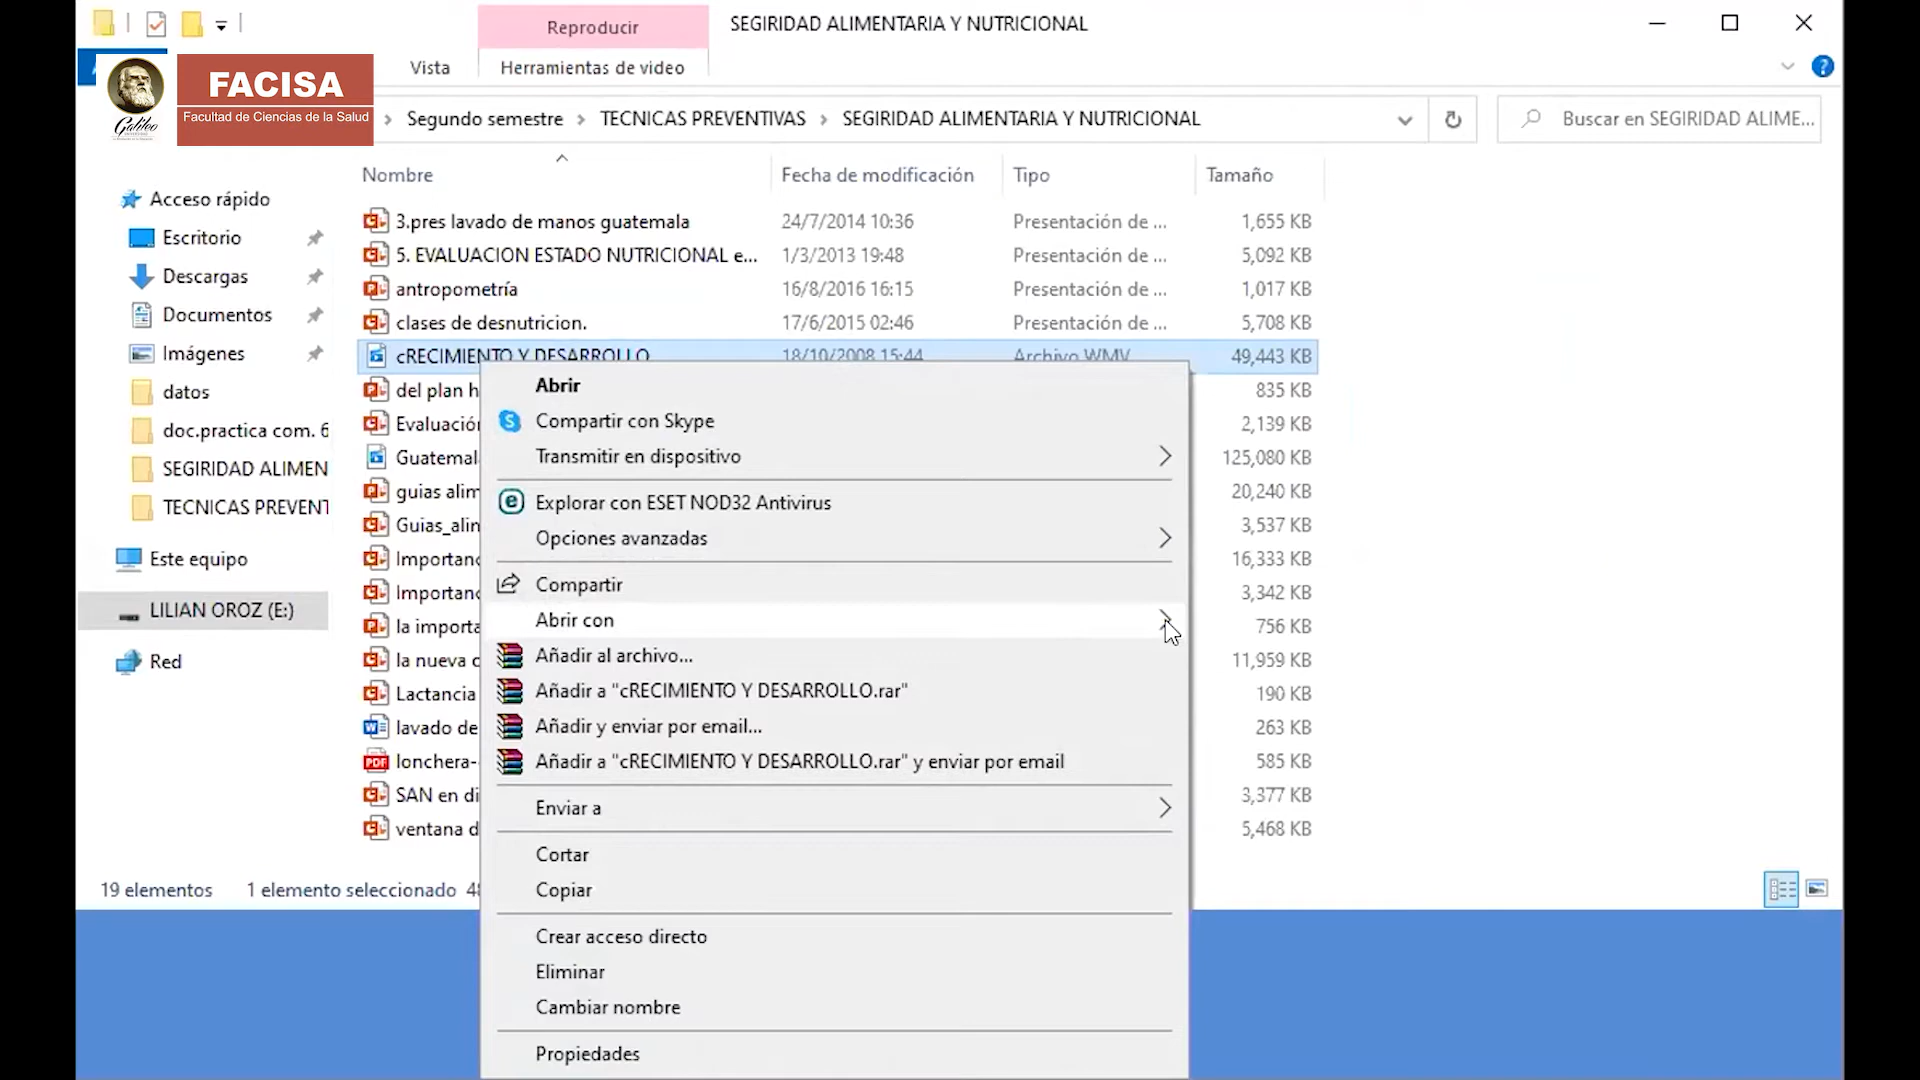 Reproducir
SEGIRIDAD ALIMENTARIA Y NUTRICIONAL
Vista
Herramientas de video
Galileo
FACISA
Facultad de Ciencias de la Salud
Segundo semestre > TECNICAS PREVENTIVAS > SEGIRIDAD ALIMENTARIA Y NUTRICIONAL
Buscar en SEGIRIDAD ALIME...
Nombre Fecha de modificación Tipo Tamaño
Acceso rápido
Escritorio
Descargas
Documentos
Imágenes
datos
doc.practica com. 6
SEGIRIDAD ALIMEN
TECNICAS PREVENT
Este equipo
LILIAN OROZ (E:)
Red
3.pres lavado de manos guatemala 24/7/2014 10:36 Presentación de ... 1,655 KB
5. EVALUACION ESTADO NUTRICIONAL e... 1/3/2013 19:48 Presentación de ... 5,092 KB
antropometría 16/8/2016 16:15 Presentación de ... 1,017 KB
clases de desnutricion. 17/6/2015 02:46 Presentación de ... 5,708 KB
cRECIMIENTO Y DESARROLLO 18/10/2008 15:44 Archivo WMV 49,443 KB
del plan h 835 KB
Evaluación 2,139 KB
Guatemal 125,080 KB
guias alim 20,240 KB
Guias_alin 3,537 KB
Importanc 16,333 KB
Importanc 3,342 KB
la importa 756 KB
la nueva c 11,959 KB
Lactancia 190 KB
lavado de 263 KB
lonchera- 585 KB
SAN en di 3,377 KB
ventana d 5,468 KB
Abrir
Compartir con Skype
Transmitir en dispositivo
Explorar con ESET NOD32 Antivirus
Opciones avanzadas
Compartir
Abrir con
Añadir al archivo...
Añadir a "cRECIMIENTO Y DESARROLLO.rar"
Añadir y enviar por email...
Añadir a "cRECIMIENTO Y DESARROLLO.rar" y enviar por email
Enviar a
Cortar
Copiar
Crear acceso directo
Eliminar
Cambiar nombre
Propiedades
19 elementos 1 elemento seleccionado 48